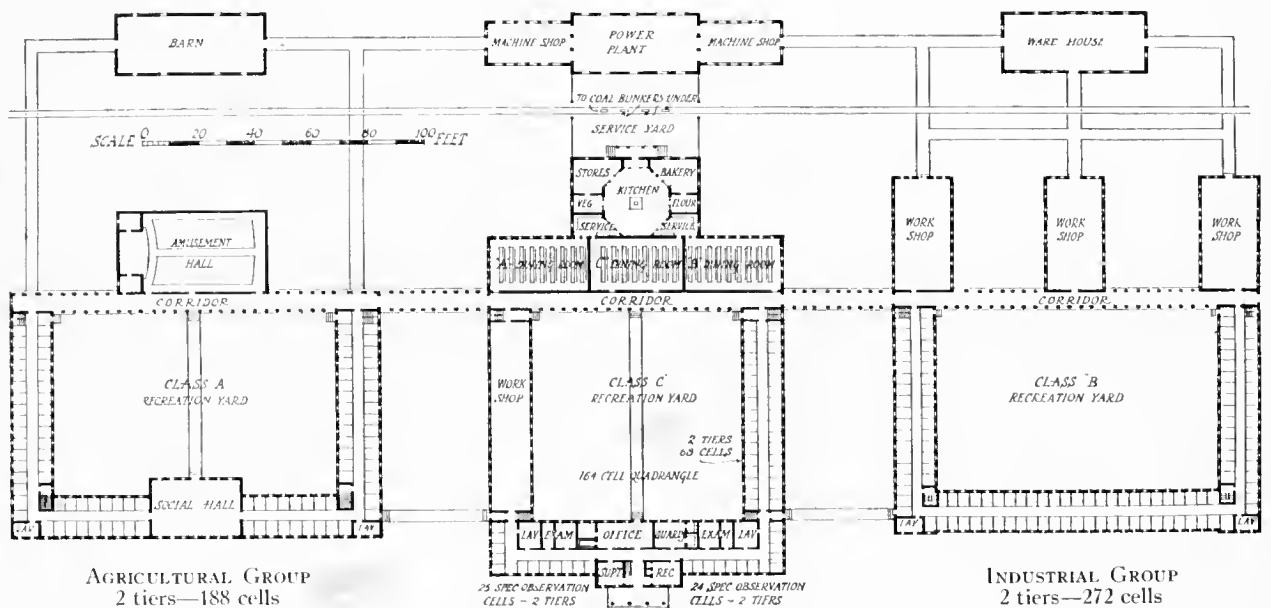 BARN
MACHINE SHOP
POWER
PLANT
MACHINE SHOP
WARE HOUSE
TO COAL BUNKERS UNDER
SERVICE YARD
SCALE 0 20 40 60 80 100 FEET
STORES
BAKERY
KITCHEN
VEG
FLOUR
SERVICE
SERVICE
AMUSEMENT
HALL
WORK
SHOP
WORK
SHOP
WORK
SHOP
"A" DINING ROOM
"C" DINING ROOM
"B" DINING ROOM
CORRIDOR
CORRIDOR
CORRIDOR
CLASS A
RECREATION YARD
WORK
SHOP
CLASS "C"
RECREATION YARD
CLASS "B"
RECREATION YARD
2 TIERS
68 CELLS
164 CELL QUADRANGLE
SOCIAL HALL
LAV
LAV
LAV
EXAM
OFFICE
GUARD
EXAM
LAV
LAV
LAV
SUPT
REC
AGRICULTURAL GROUP
2 tiers—188 cells
25 SPEC OBSERVATION
CELLS - 2 TIERS
24 SPEC OBSERVATION
CELLS - 2 TIERS
INDUSTRIAL GROUP
2 tiers—272 cells